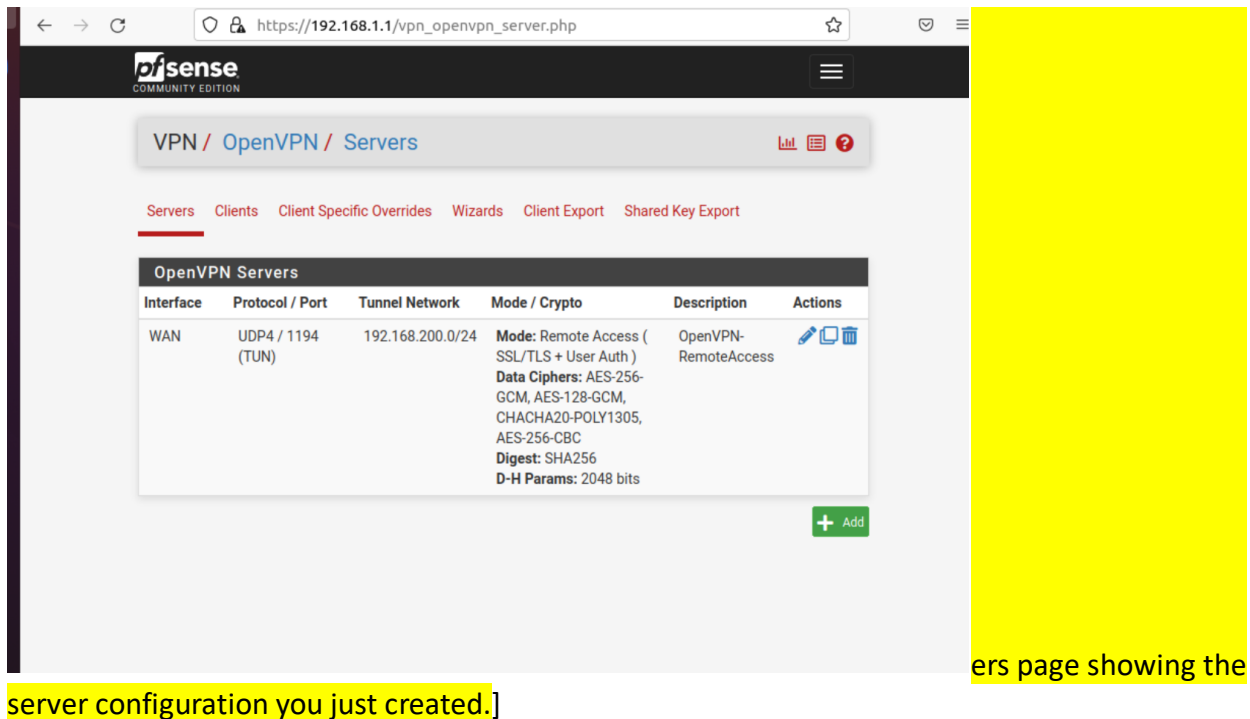 https://192.168.1.1/vpn_openvpn_server.php
pfsense
COMMUNITY EDITION
VPN / OpenVPN / Servers
Servers Clients Client Specific Overrides Wizards Client Export Shared Key Export
OpenVPN Servers
Interface Protocol / Port Tunnel Network Mode / Crypto Description Actions
WAN UDP4 / 1194 192.168.200.0/24 Mode: Remote Access ( OpenVPN-
(TUN) SSL/TLS + User Auth ) RemoteAccess
Data Ciphers: AES-256-
GCM, AES-128-GCM,
CHACHA20-POLY1305,
AES-256-CBC
Digest: SHA256
D-H Params: 2048 bits
Add
ers page showing the
server configuration you just created.]